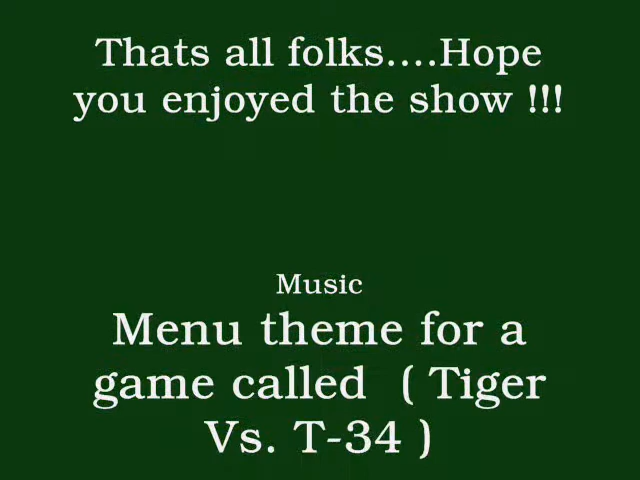 Thats all folks....Hope
you enjoyed the show !!!
Music
Menu theme for a
game called ( Tiger
Vs. T-34 )